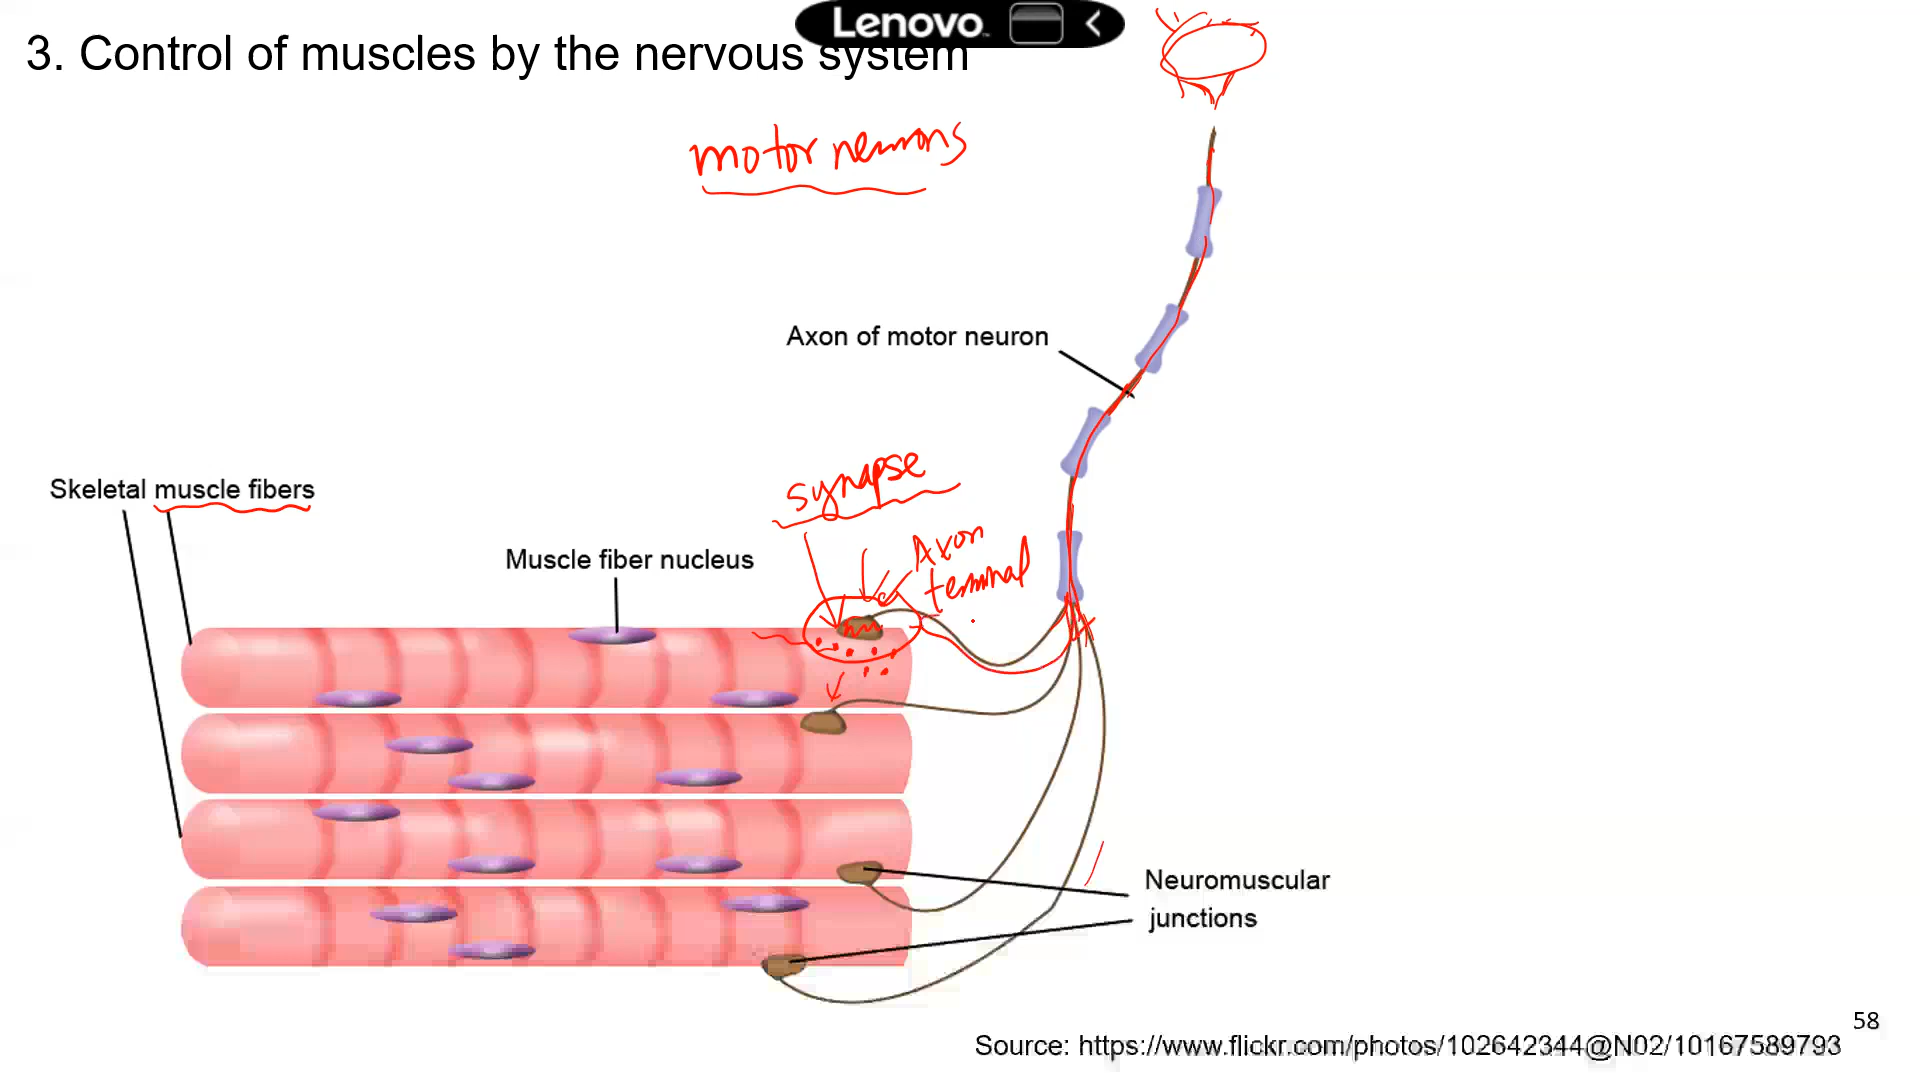 Lenovo
3. Control of muscles by the nervous system
motor neurons
Axon of motor neuron
synapse
Skeletal muscle fibers
Axon
terminal
Muscle fiber nucleus
Neuromuscular
junctions
58
Source: https://www.flickr.com/photos/102642344@N02/10167589793